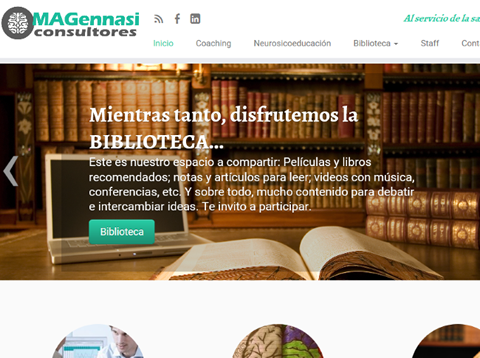 MAGennasi
consultores
Al servicio de la sa
Inicio Coaching Neurosicoeducación Biblioteca Staff Cont
Mientras tanto, disfrutemos la
BIBLIOTECA...
Este es nuestro espacio a compartir: Películas y libros
recomendados; notas y artículos para leer; videos con música,
conferencias, etc. Y sobre todo, mucho contenido para debatir
e intercambiar ideas. Te invito a participar.
Biblioteca